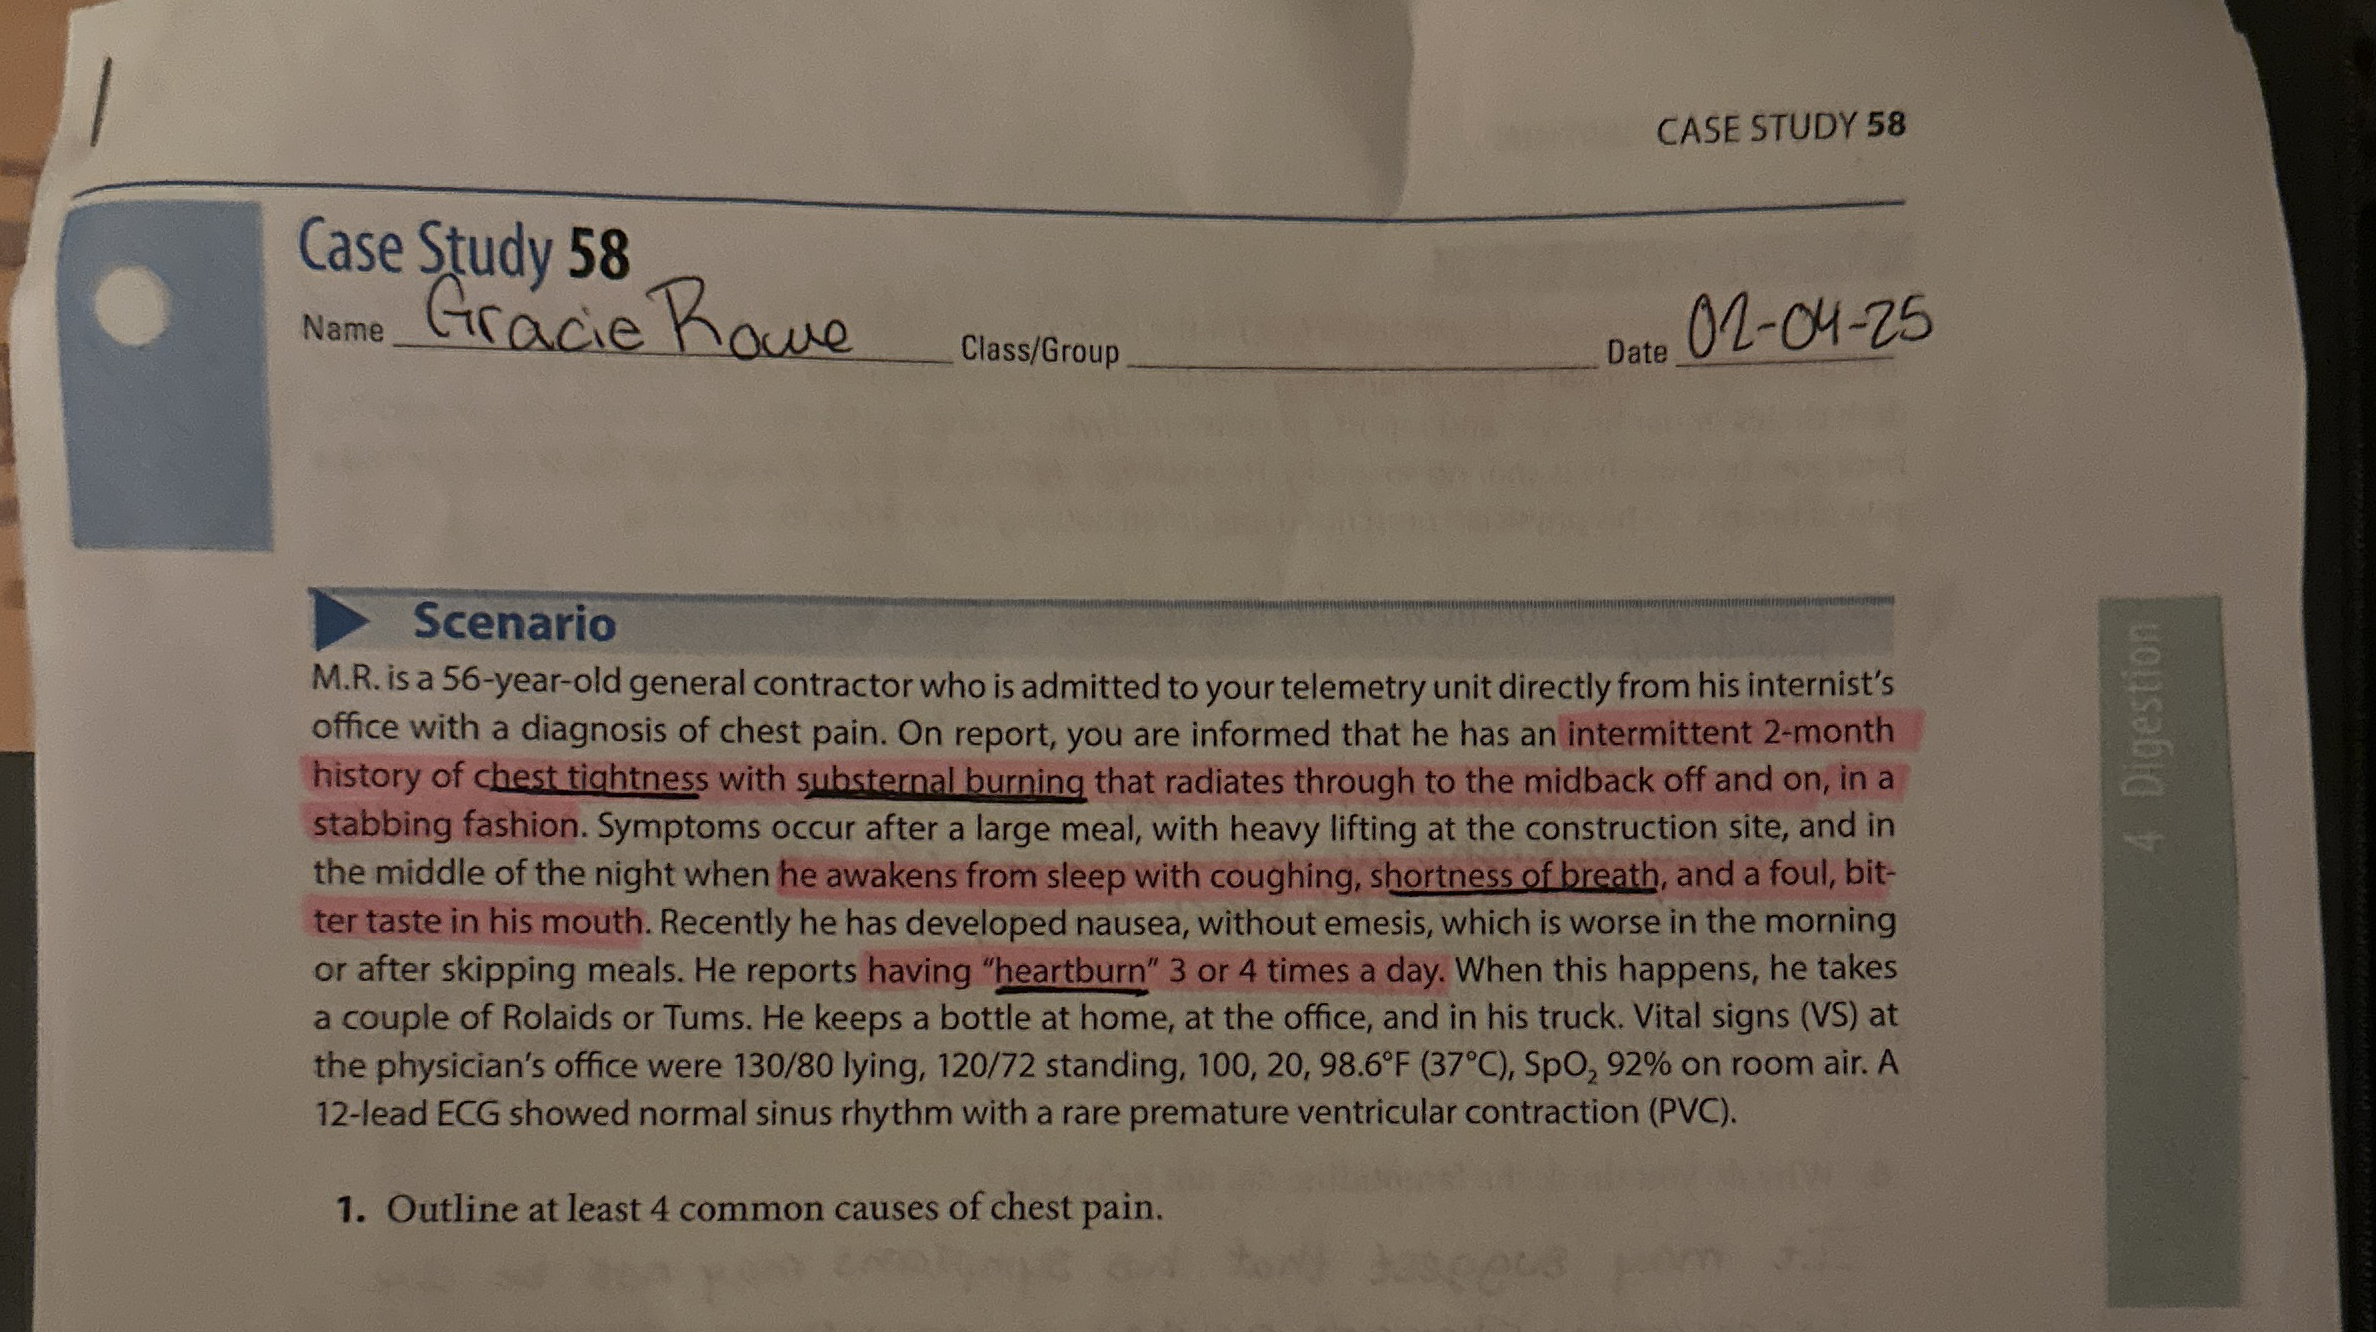 CASE STUDY 58
Case Study 58
Name Gracie Rowe Class/Group Date 02-04-25
Scenario
M.R. is a 56-year-old general contractor who is admitted to your telemetry unit directly from his internist's
office with a diagnosis of chest pain. On report, you are informed that he has an intermittent 2-month
history of chest tightness with substernal burning that radiates through to the midback off and on, in a
stabbing fashion. Symptoms occur after a large meal, with heavy lifting at the construction site, and in
the middle of the night when he awakens from sleep with coughing, shortness of breath, and a foul, bit-
ter taste in his mouth. Recently he has developed nausea, without emesis, which is worse in the morning
or after skipping meals. He reports having "heartburn" 3 or 4 times a day. When this happens, he takes
a couple of Rolaids or Tums. He keeps a bottle at home, at the office, and in his truck. Vital signs (VS) at
the physician's office were 130/80 lying, 120/72 standing, 100, 20, 98.6°F (37°C), SpO₂ 92% on room air. A
12-lead ECG showed normal sinus rhythm with a rare premature ventricular contraction (PVC).
1. Outline at least 4 common causes of chest pain.
4 Digestion